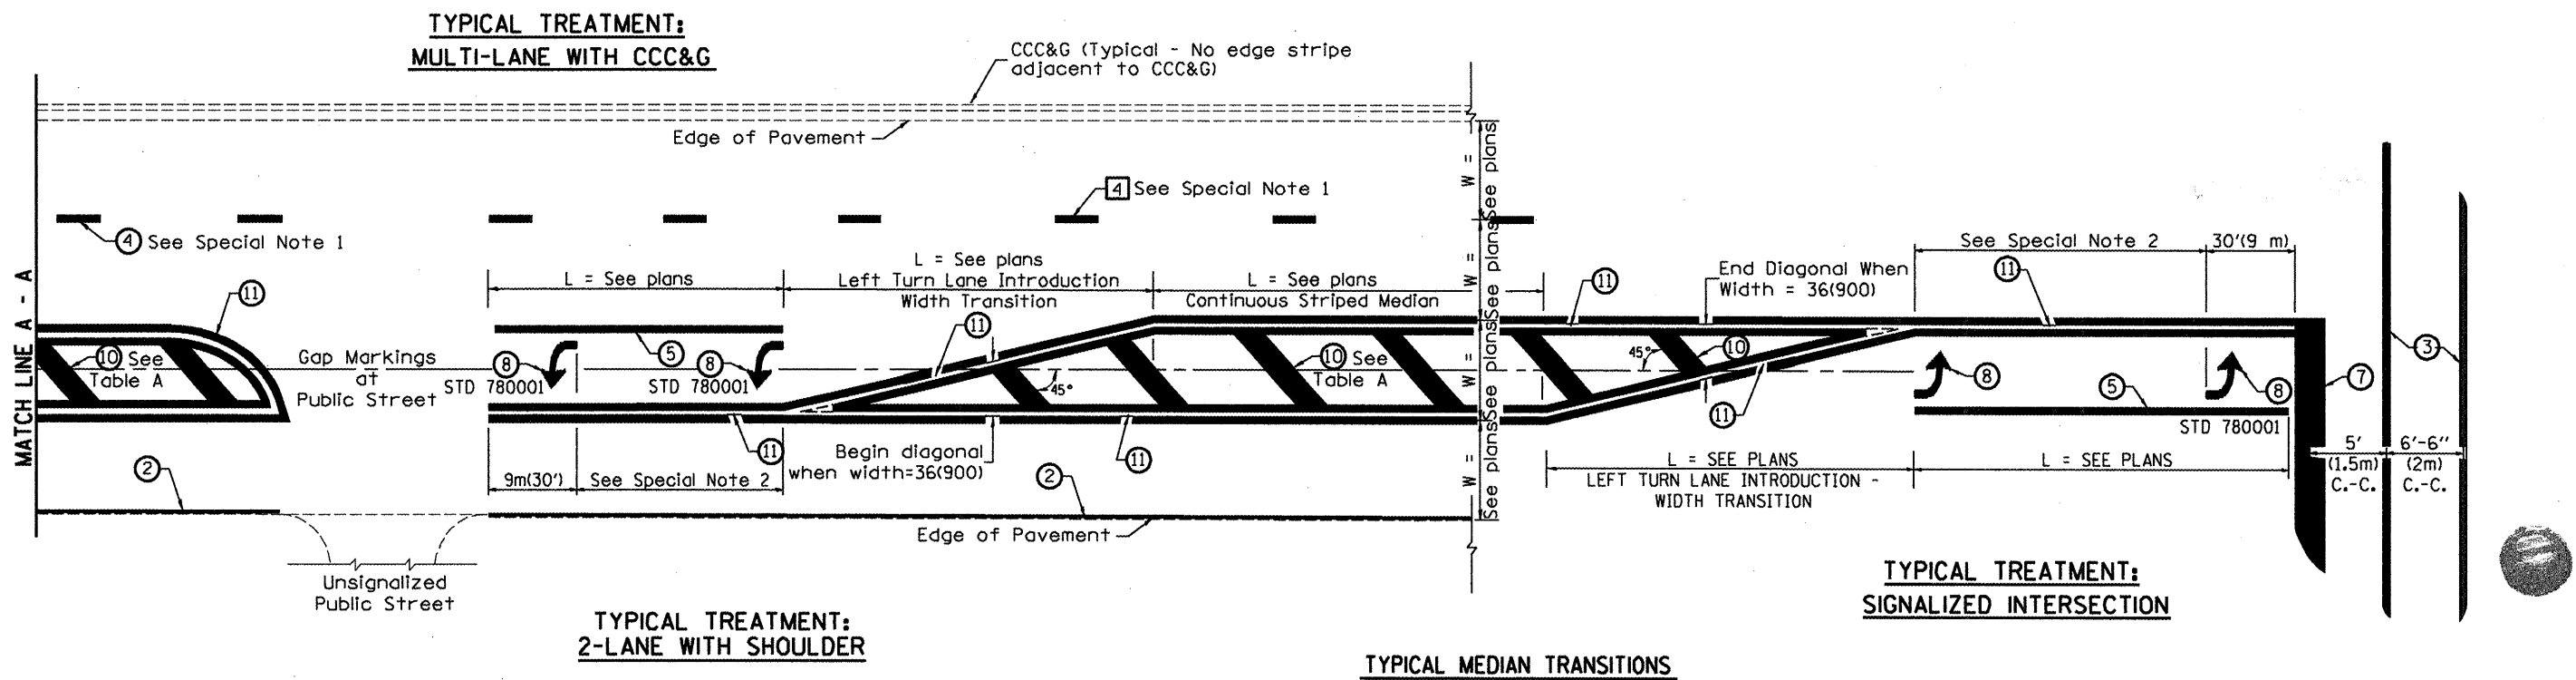 TYPICAL TREATMENT:
MULTI-LANE WITH CCC&G
CCC&G (Typical - No edge stripe
adjacent to CCC&G)
Edge of Pavement
W =
See plans
4 See Special Note 1
4 See Special Note 1
MATCH LINE A - A
11
10 See
Table A
Gap Markings
at
Public Street
L = See plans
L = See plans
Left Turn Lane Introduction
Width Transition
L = See plans
Continuous Striped Median
W =
See plans
End Diagonal When
Width = 36(900)
See Special Note 2
30'(9 m)
11
11
11
8
STD 780001
5
8
STD 780001
45°
10 See
Table A
W =
See plans
45°
10
8
8
5
STD 780001
7
3
11
11
11
11
11
Begin diagonal
when width=36(900)
9m(30')
See Special Note 2
2
2
W =
See plans
L = SEE PLANS
LEFT TURN LANE INTRODUCTION -
WIDTH TRANSITION
L = SEE PLANS
5'
(1.5m)
C.-C.
6'-6"
(2m)
C.-C.
Edge of Pavement
Unsignalized
Public Street
TYPICAL TREATMENT:
2-LANE WITH SHOULDER
TYPICAL TREATMENT:
SIGNALIZED INTERSECTION
TYPICAL MEDIAN TRANSITIONS